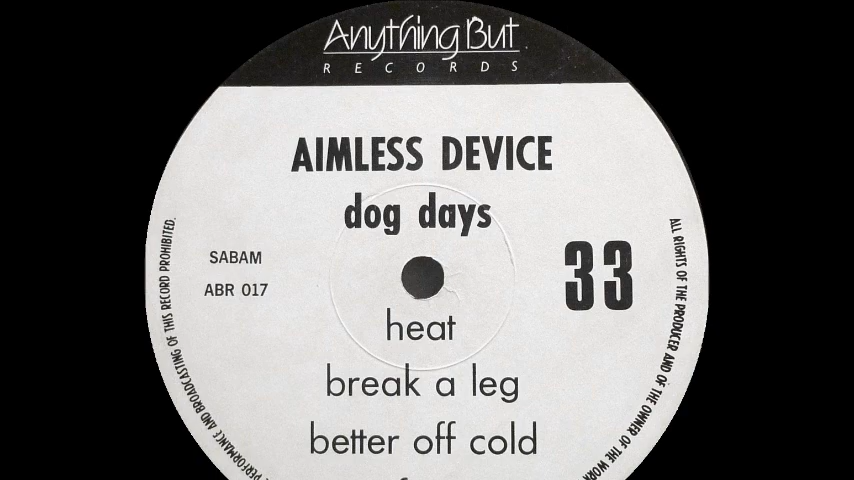 Anything But
RECORDS
AIMLESS DEVICE
dog days
SABAM
ABR 017
33
heat
break a leg
better off cold
ALL RIGHTS OF THE PRODUCER AND OF THE OWNER OF THE WORK
PERFORMANCE AND BROADCASTING OF THIS RECORD PROHIBITED.